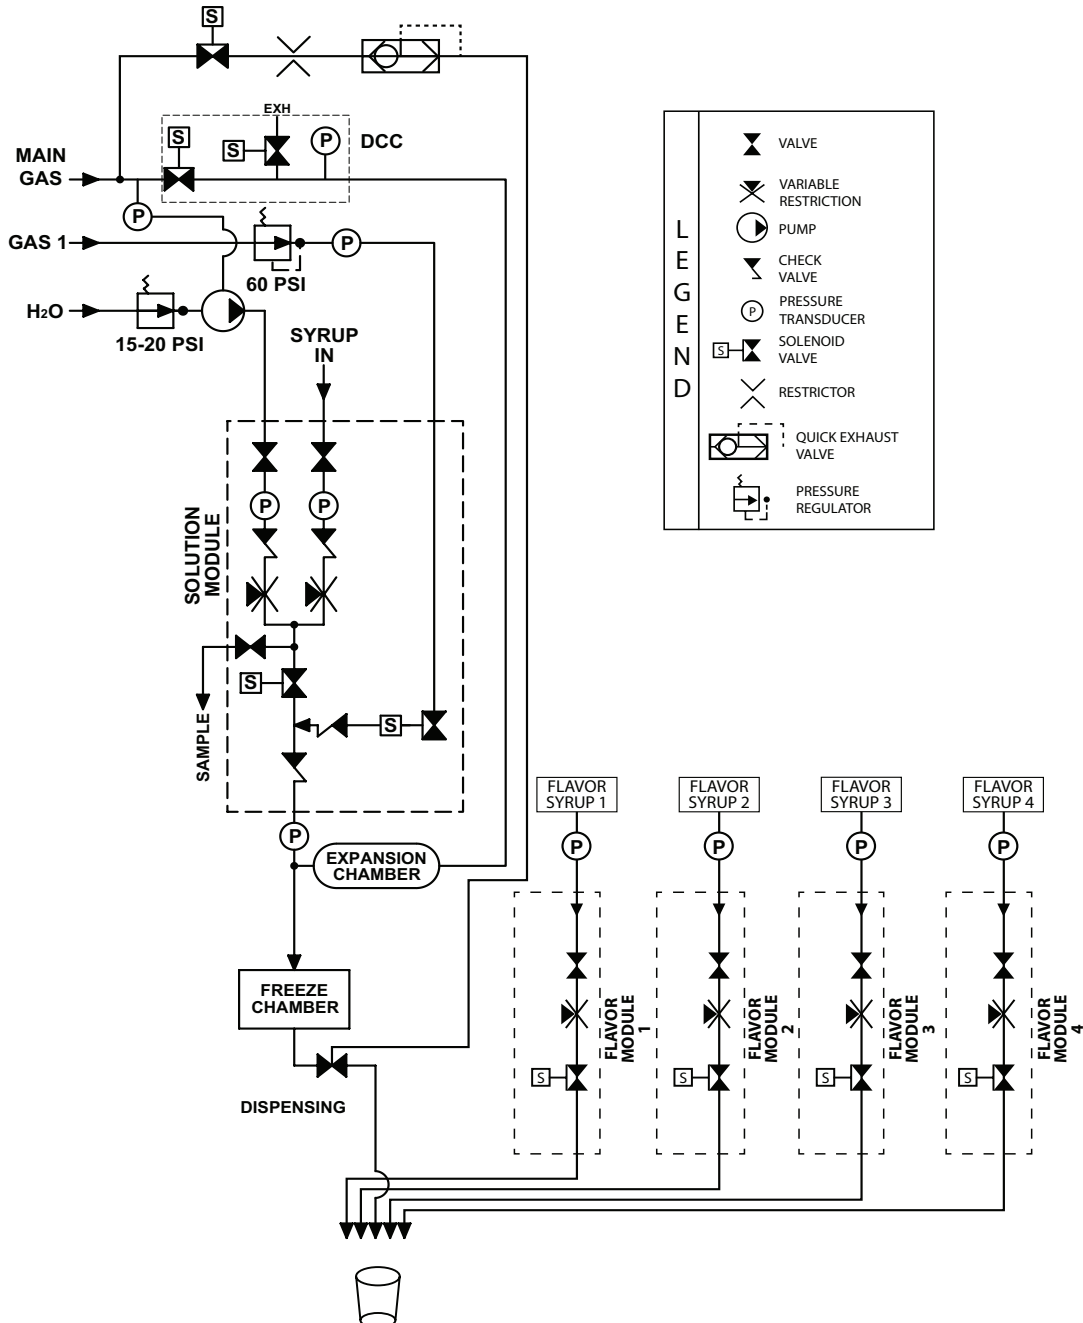 S
EXH
S
S
P
DCC
MAIN
GAS
P
GAS 1
P
60 PSI
H2O
15-20 PSI
SYRUP
IN
P
P
SOLUTION
MODULE
S
S
SAMPLE
P
EXPANSION
CHAMBER
FREEZE
CHAMBER
DISPENSING
LEGEND
VALVE
VARIABLE
RESTRICTION
PUMP
CHECK
VALVE
P
PRESSURE
TRANSDUCER
S
SOLENOID
VALVE
RESTRICTOR
QUICK EXHAUST
VALVE
PRESSURE
REGULATOR
FLAVOR
SYRUP 1
FLAVOR
SYRUP 2
FLAVOR
SYRUP 3
FLAVOR
SYRUP 4
P
P
P
P
FLAVOR
MODULE
1
FLAVOR
MODULE
2
FLAVOR
MODULE
3
FLAVOR
MODULE
4
S
S
S
S